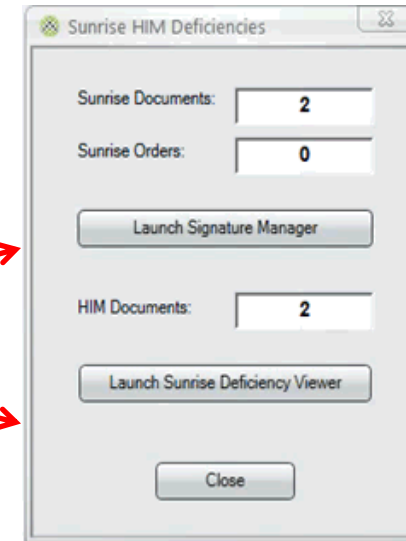 Sunrise HIM Deficiencies
Sunrise Documents: 2
Sunrise Orders: 0
Launch Signature Manager
HIM Documents: 2
Launch Sunrise Deficiency Viewer
Close